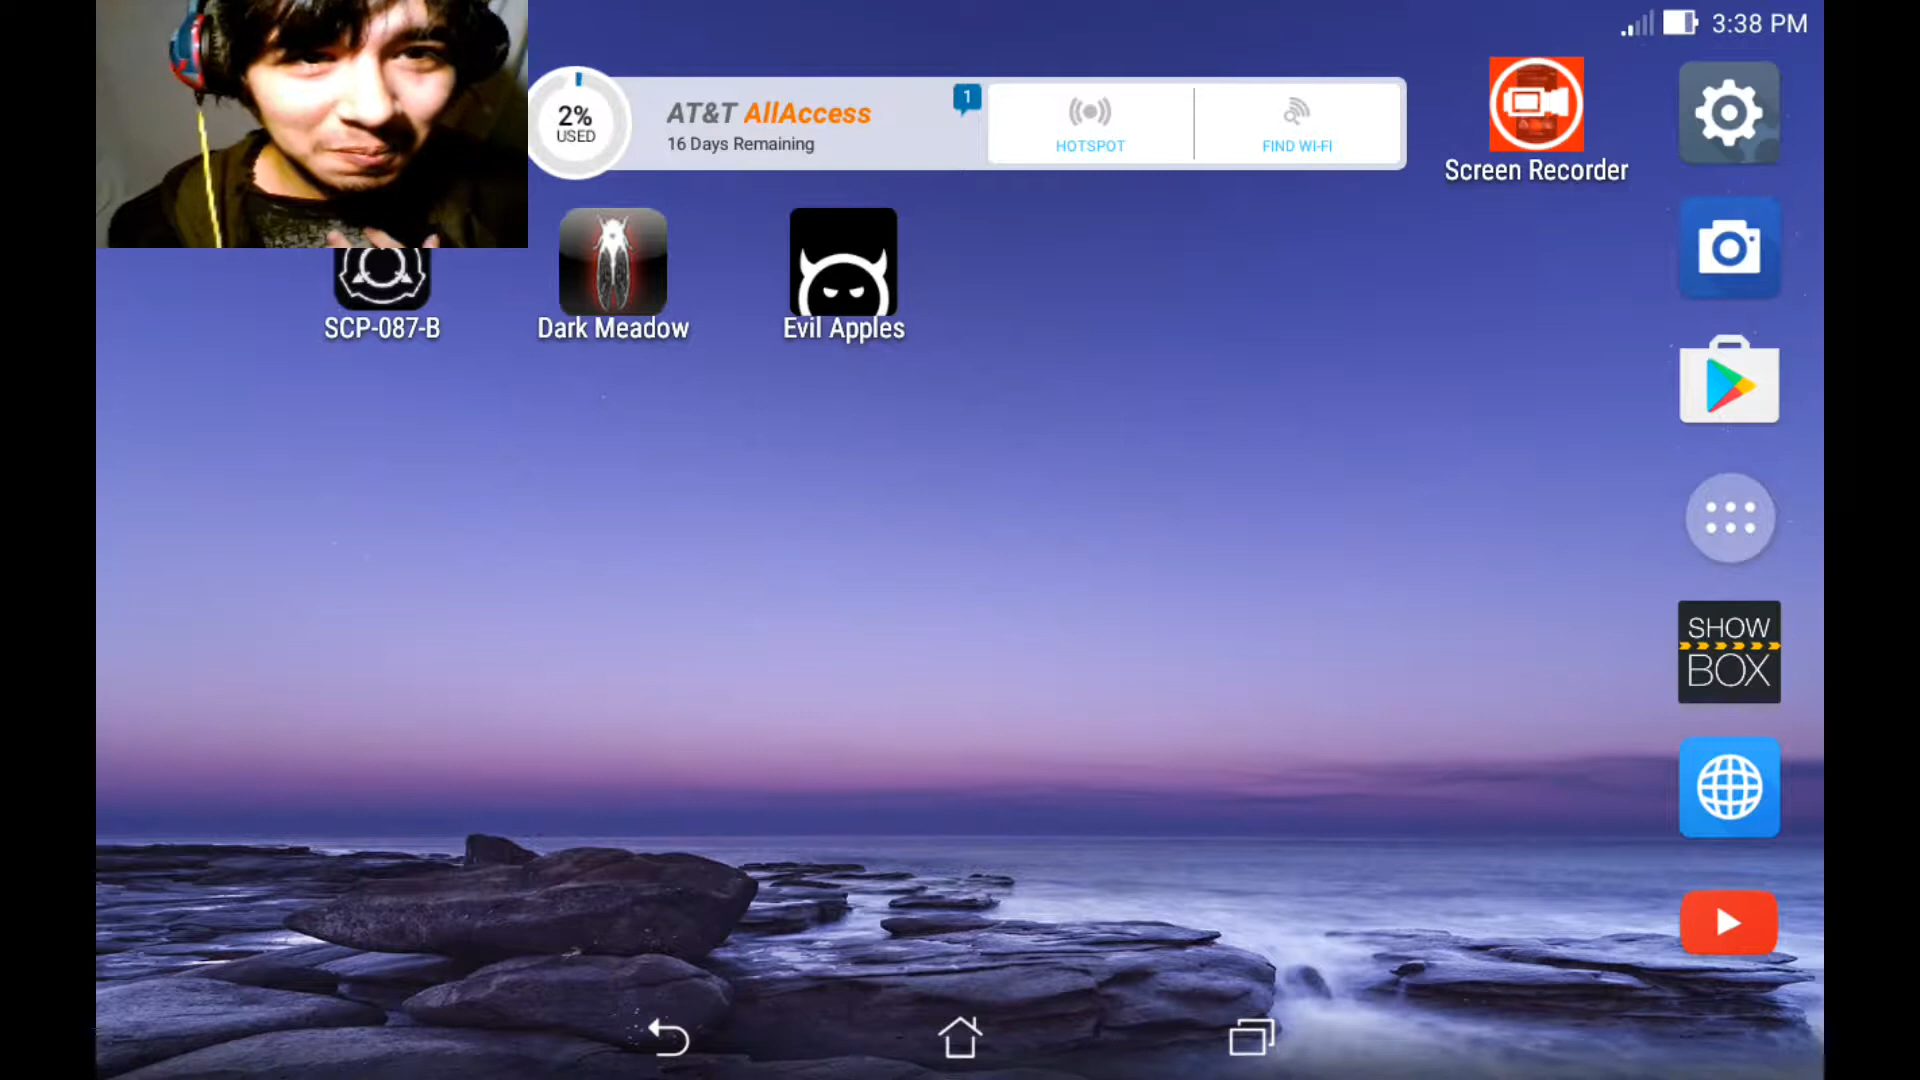 3:38 PM
2%
USED
AT&T AllAccess
16 Days Remaining
1
HOTSPOT
FIND WI-FI
Screen Recorder
SCP-087-B
Dark Meadow
Evil Apples
SHOW
BOX